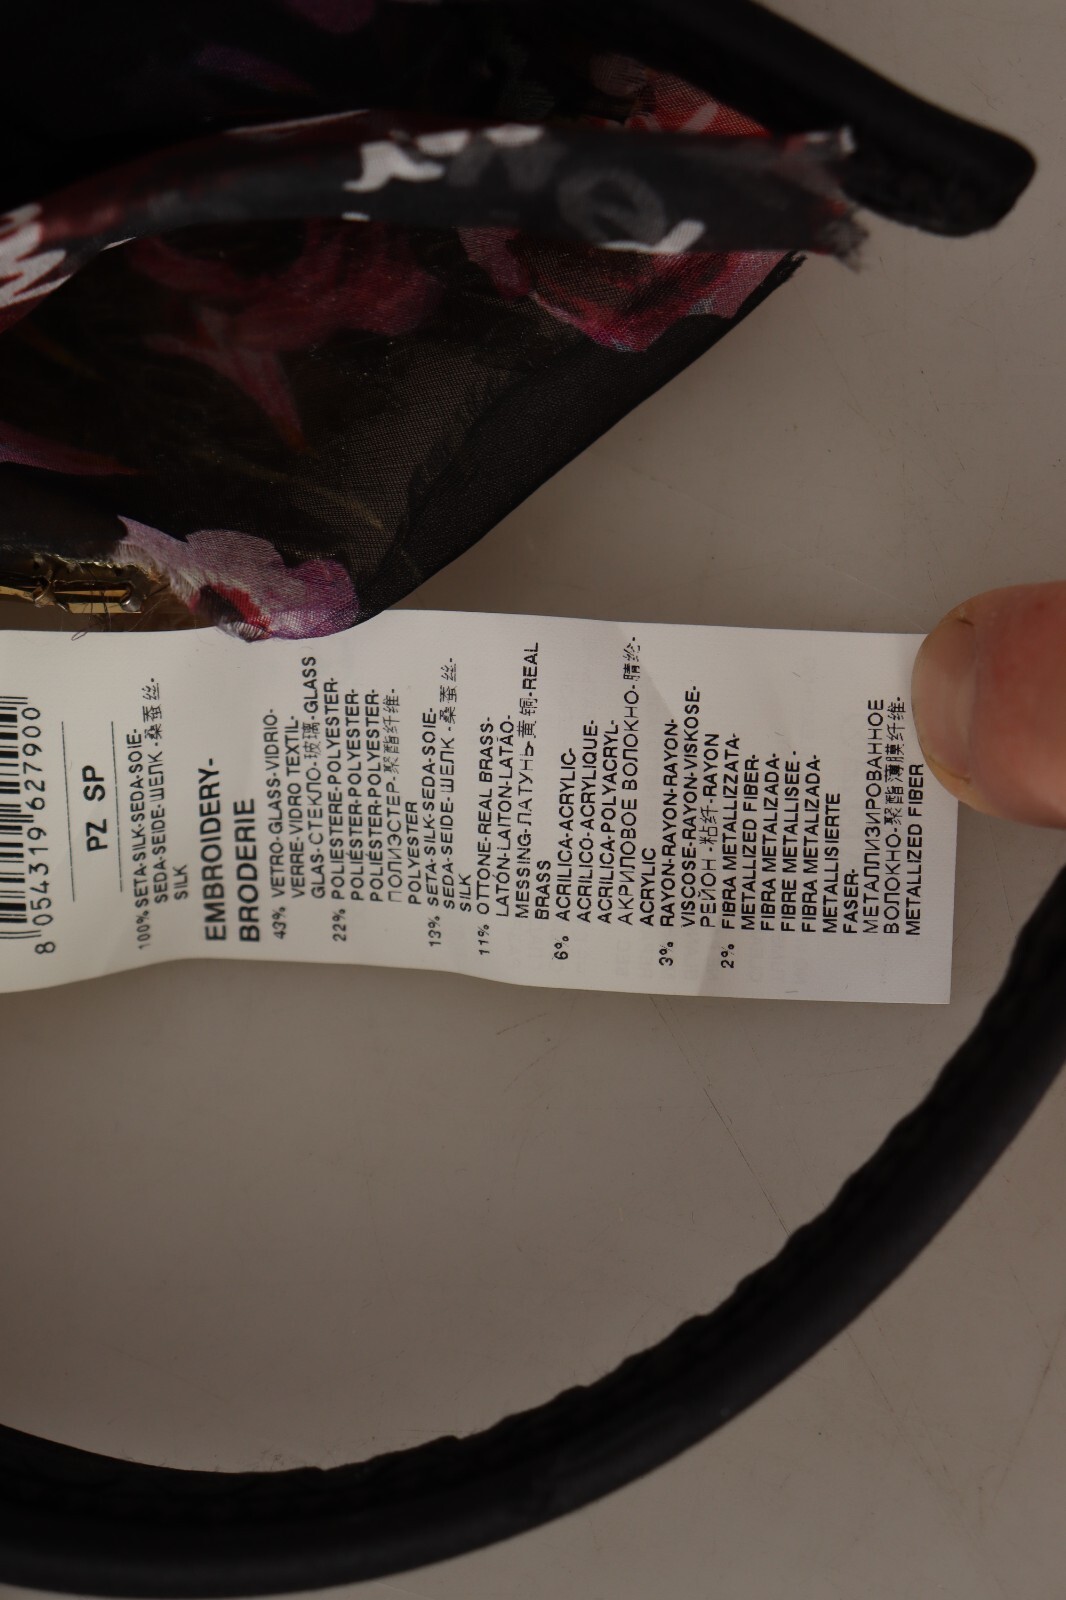 8 054319 627900
PZ SP
100% SETA-SILK-SEDA-SOIE-
SEDA-SEIDE-ШЕЛК-桑蚕丝-
SILK
EMBROIDERY-
BRODERIE
43% VETRO-GLASS-VIDRIO-
VERRE-VIDRO TEXTIL-
GLAS-СТЕКЛО-玻璃-GLASS
22% POLIESTERE-POLYESTER-
POLIÉSTER-POLYESTER-
POLIÉSTER-POLYESTER-
ПОЛИЭСТЕР-聚酯纤维-
POLYESTER
13% SETA-SILK-SEDA-SOIE-
SEDA-SEIDE-ШЕЛК-桑蚕丝-
SILK
11% OTTONE-REAL BRASS-
LATÓN-LAITON-LATÃO-
MESSING-ЛАТУНЬ-黄铜-REAL
BRASS
6% ACRILICA-ACRYLIC-
ACRILICO-ACRYLIQUE-
ACRILICA-POLYACRYL-
АКРИЛОВОЕ ВОЛОКНО-腈纶-
ACRYLIC
3% RAYON-RAYON-RAYON-
VISCOSE-RAYON-VISKOSE-
РЕЙОН-粘纤-RAYON
2% FIBRA METALLIZZATA-
METALLIZED FIBER-
FIBRA METALIZADA-
FIBRE METALLISEE-
FIBRA METALIZADA-
METALLISIERTE
FASER-
МЕТАЛЛИЗИРОВАННОЕ
ВОЛОКНО-聚酯薄膜纤维-
METALLIZED FIBER